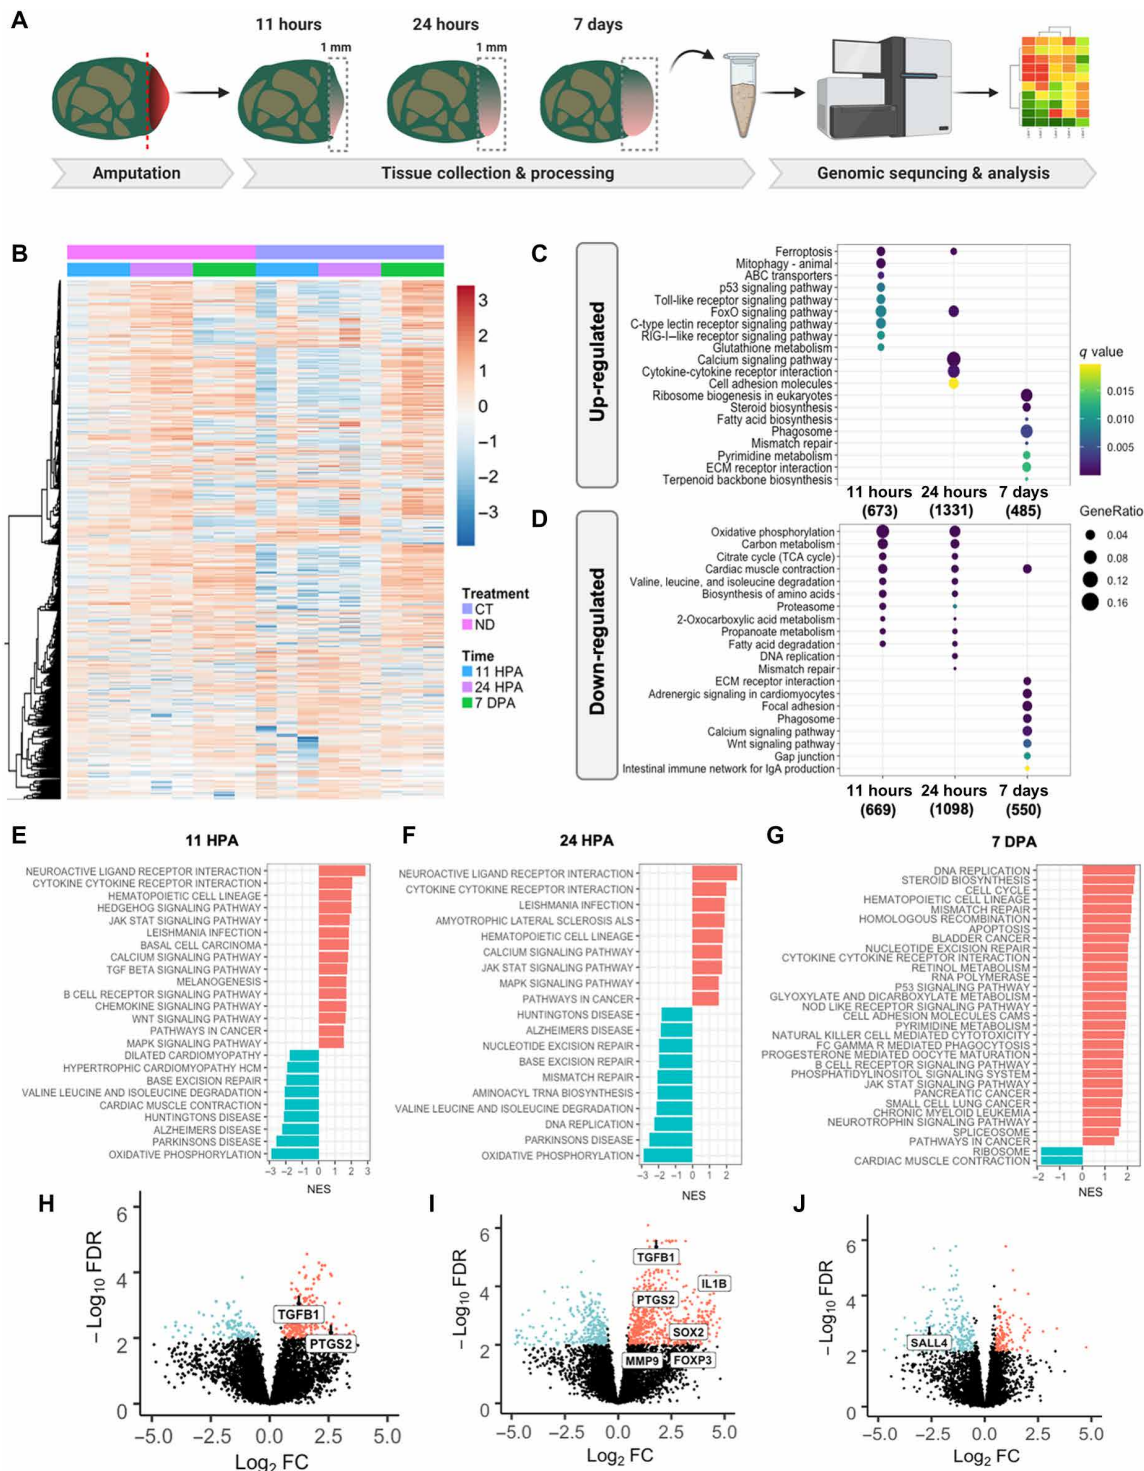 A
11 hours
24 hours
7 days
1 mm
1 mm
Amputation
Tissue collection & processing
Genomic sequncing & analysis
B
3
2
1
0
−1
−2
−3
Treatment
CT
ND
Time
11 HPA
24 HPA
7 DPA
C
Up-regulated
Ferroptosis
Mitophagy - animal
ABC transporters
p53 signaling pathway
Toll-like receptor signaling pathway
FoxO signaling pathway
C-type lectin receptor signaling pathway
RIG-I−like receptor signaling pathway
Glutathione metabolism
Calcium signaling pathway
Cytokine-cytokine receptor interaction
Cell adhesion molecules
Ribosome biogenesis in eukaryotes
Steroid biosynthesis
Fatty acid biosynthesis
Phagosome
Mismatch repair
Pyrimidine metabolism
ECM receptor interaction
Terpenoid backbone biosynthesis
11 hours
(673)
24 hours
(1331)
7 days
(485)
q value
0.015
0.010
0.005
GeneRatio
0.04
0.08
0.12
0.16
D
Down-regulated
Oxidative phosphorylation
Carbon metabolism
Citrate cycle (TCA cycle)
Cardiac muscle contraction
Valine, leucine, and isoleucine degradation
Biosynthesis of amino acids
Proteasome
2-Oxocarboxylic acid metabolism
Propanoate metabolism
Fatty acid degradation
DNA replication
Mismatch repair
ECM receptor interaction
Adrenergic signaling in cardiomyocytes
Focal adhesion
Phagosome
Calcium signaling pathway
Wnt signaling pathway
Gap junction
Intestinal immune network for IgA production
11 hours
(669)
24 hours
(1098)
7 days
(550)
E
11 HPA
NEUROACTIVE LIGAND RECEPTOR INTERACTION
CYTOKINE CYTOKINE RECEPTOR INTERACTION
HEMATOPOIETIC CELL LINEAGE
HEDGEHOG SIGNALING PATHWAY
JAK STAT SIGNALING PATHWAY
LEISHMANIA INFECTION
BASAL CELL CARCINOMA
CALCIUM SIGNALING PATHWAY
TGF BETA SIGNALING PATHWAY
MELANOGENESIS
B CELL RECEPTOR SIGNALING PATHWAY
CHEMOKINE SIGNALING PATHWAY
WNT SIGNALING PATHWAY
PATHWAYS IN CANCER
MAPK SIGNALING PATHWAY
DILATED CARDIOMYOPATHY
HYPERTROPHIC CARDIOMYOPATHY HCM
BASE EXCISION REPAIR
VALINE LEUCINE AND ISOLEUCINE DEGRADATION
CARDIAC MUSCLE CONTRACTION
HUNTINGTONS DISEASE
ALZHEIMERS DISEASE
PARKINSONS DISEASE
OXIDATIVE PHOSPHORYLATION
−3 −2 −1 0 1 2 3
NES
F
24 HPA
NEUROACTIVE LIGAND RECEPTOR INTERACTION
CYTOKINE CYTOKINE RECEPTOR INTERACTION
LEISHMANIA INFECTION
AMYOTROPHIC LATERAL SCLEROSIS ALS
HEMATOPOIETIC CELL LINEAGE
CALCIUM SIGNALING PATHWAY
JAK STAT SIGNALING PATHWAY
MAPK SIGNALING PATHWAY
PATHWAYS IN CANCER
HUNTINGTONS DISEASE
ALZHEIMERS DISEASE
NUCLEOTIDE EXCISION REPAIR
BASE EXCISION REPAIR
MISMATCH REPAIR
AMINOACYL TRNA BIOSYNTHESIS
VALINE LEUCINE AND ISOLEUCINE DEGRADATION
DNA REPLICATION
PARKINSONS DISEASE
OXIDATIVE PHOSPHORYLATION
−3 −2 −1 0 1 2
NES
G
7 DPA
DNA REPLICATION
STEROID BIOSYNTHESIS
CELL CYCLE
HEMATOPOIETIC CELL LINEAGE
MISMATCH REPAIR
HOMOLOGOUS RECOMBINATION
APOPTOSIS
BLADDER CANCER
NUCLEOTIDE EXCISION REPAIR
CYTOKINE CYTOKINE RECEPTOR INTERACTION
RETINOL METABOLISM
RNA POLYMERASE
P53 SIGNALING PATHWAY
GLYOXYLATE AND DICARBOXYLATE METABOLISM
NOD LIKE RECEPTOR SIGNALING PATHWAY
CELL ADHESION MOLECULES CAMS
PYRIMIDINE METABOLISM
NATURAL KILLER CELL MEDIATED CYTOTOXICITY
FC GAMMA R MEDIATED PHAGOCYTOSIS
PROGESTERONE MEDIATED OOCYTE MATURATION
B CELL RECEPTOR SIGNALING PATHWAY
PHOSPHATIDYLINOSITOL SIGNALING SYSTEM
JAK STAT SIGNALING PATHWAY
PANCREATIC CANCER
SMALL CELL LUNG CANCER
CHRONIC MYELOID LEUKEMIA
NEUROTROPHIN SIGNALING PATHWAY
SPLICEOSOME
PATHWAYS IN CANCER
RIBOSOME
CARDIAC MUSCLE CONTRACTION
−2 −1 0 1 2
NES
H
− Log10 FDR
6
4
2
0
TGFB1
PTGS2
−5.0 −2.5 0.0 2.5 5.0
Log2 FC
I
− Log10 FDR
6
4
2
0
TGFB1
IL1B
PTGS2
SOX2
MMP9
FOXP3
−5.0 −2.5 0.0 2.5 5.0
Log2 FC
J
− Log10 FDR
6
4
2
0
SALL4
−5.0 −2.5 0.0 2.5 5.0
Log2 FC